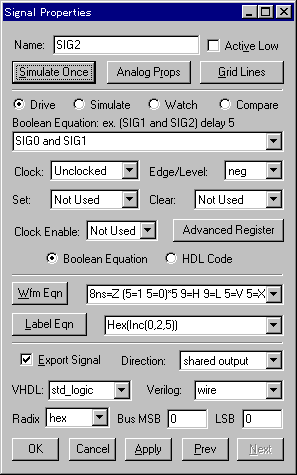 Signal Properties
Name: SIG2 Active Low
Simulate Once Analog Props Grid Lines
Drive Simulate Watch Compare
Boolean Equation: ex. (SIG1 and SIG2) delay 5
SIG0 and SIG1
Clock: Unclocked Edge/Level: neg
Set: Not Used Clear: Not Used
Clock Enable: Not Used Advanced Register
Boolean Equation HDL Code
Wfm Eqn 8ns=Z (5=1 5=0)*5 9=H 9=L 5=V 5=X
Label Eqn Hex(Inc(0,2,5))
Export Signal Direction: shared output
VHDL: std_logic Verilog: wire
Radix hex Bus MSB 0 LSB 0
OK Cancel Apply Prev Next